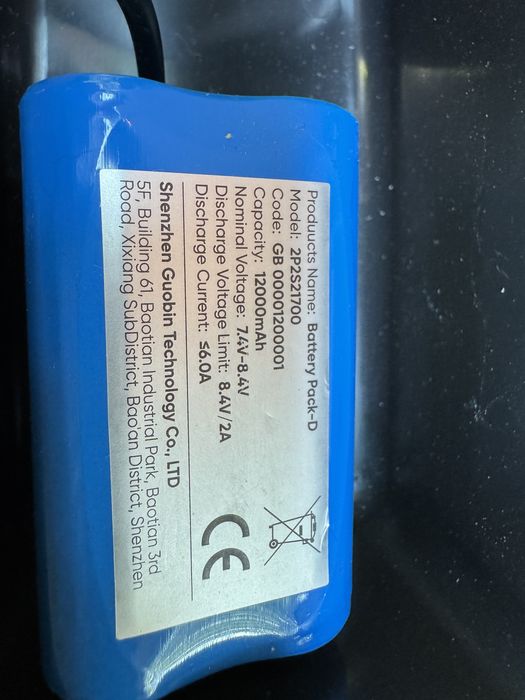 Produucts Name: Battery Pack-D
Model: 2P2S21700
Code: GB 00001200001
Capacity: 12000mAh
Nominal Voltage: 7.4V-8.4V
Discharge Voltage Limit: 8.4V/2A
Discharge Current: ≤6.0A
CE
Shenzhen Guobin Technology Co., LTD
5F, Building 61, Baotian Industrial Park, Baotian 3rd
Road, Xixiang SubDistrict, Bao'an District, Shenzhen